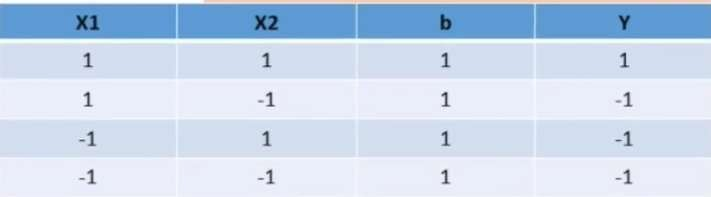 X1 X2 b Y
1 1 1 1
1 -1 1 -1
-1 1 1 -1
-1 -1 1 -1